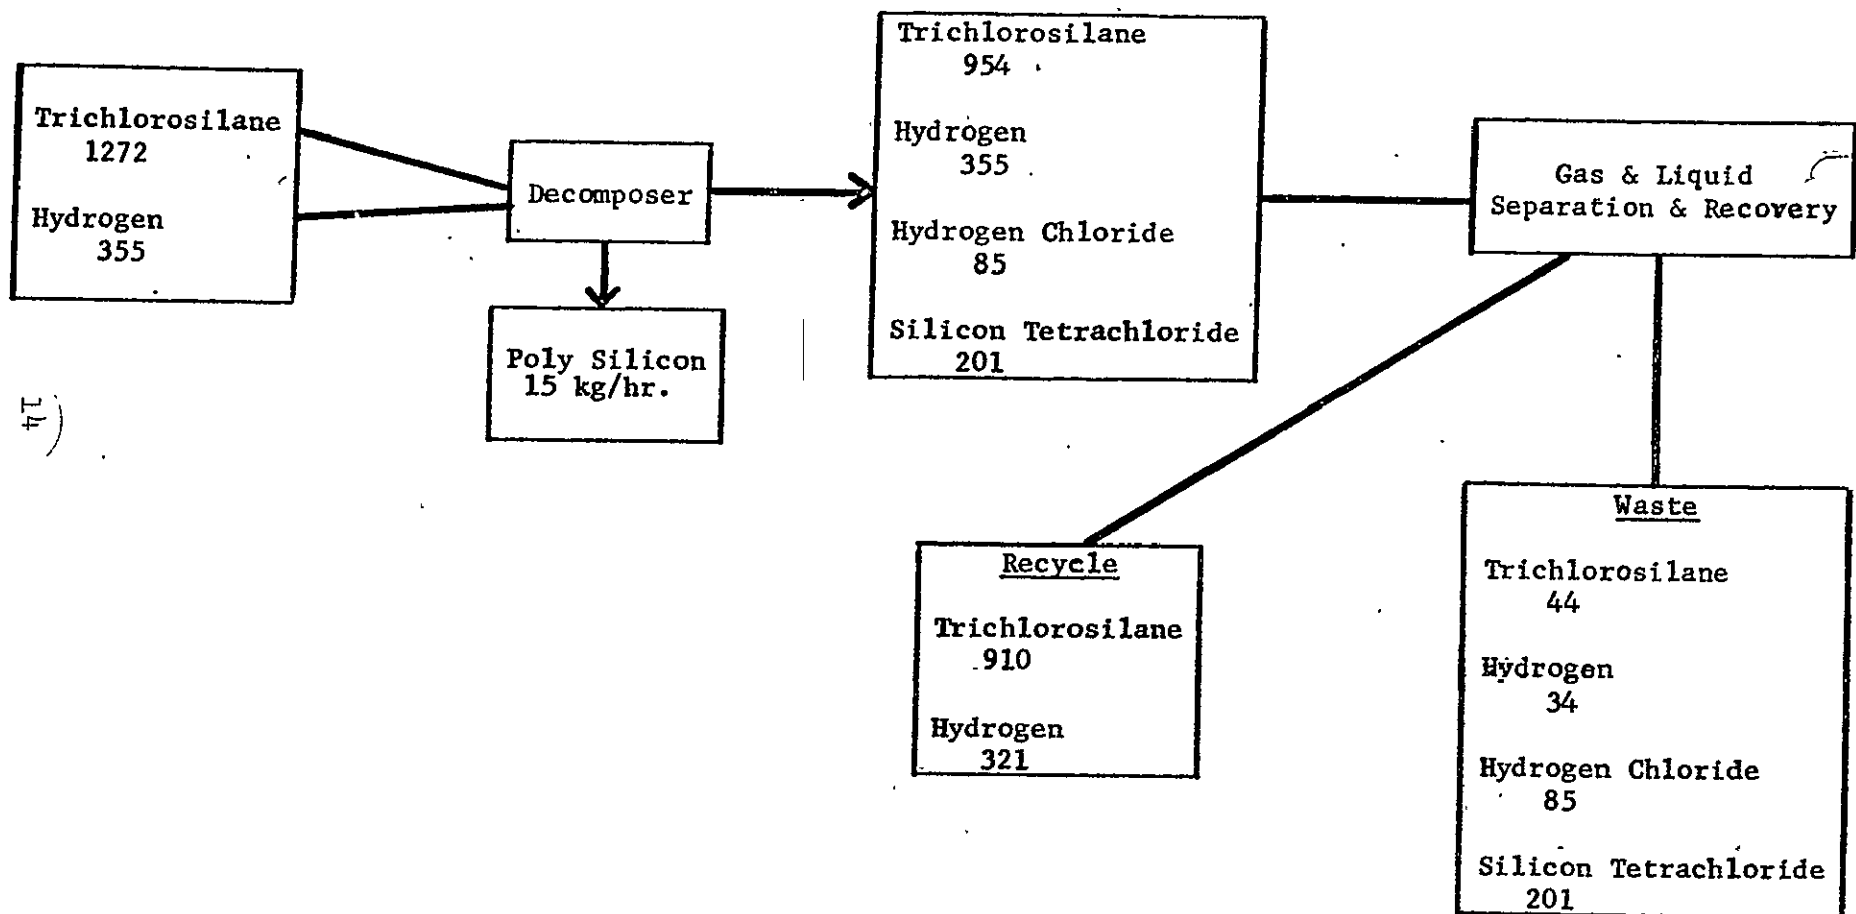 Trichlorosilane
1272
Hydrogen
355
Decomposer
Poly Silicon
15 kg/hr.
Trichlorosilane
954
Hydrogen
355
Hydrogen Chloride
85
Silicon Tetrachloride
201
Gas & Liquid
Separation & Recovery
Recycle
Trichlorosilane
910
Hydrogen
321
Waste
Trichlorosilane
44
Hydrogen
34
Hydrogen Chloride
85
Silicon Tetrachloride
201
14